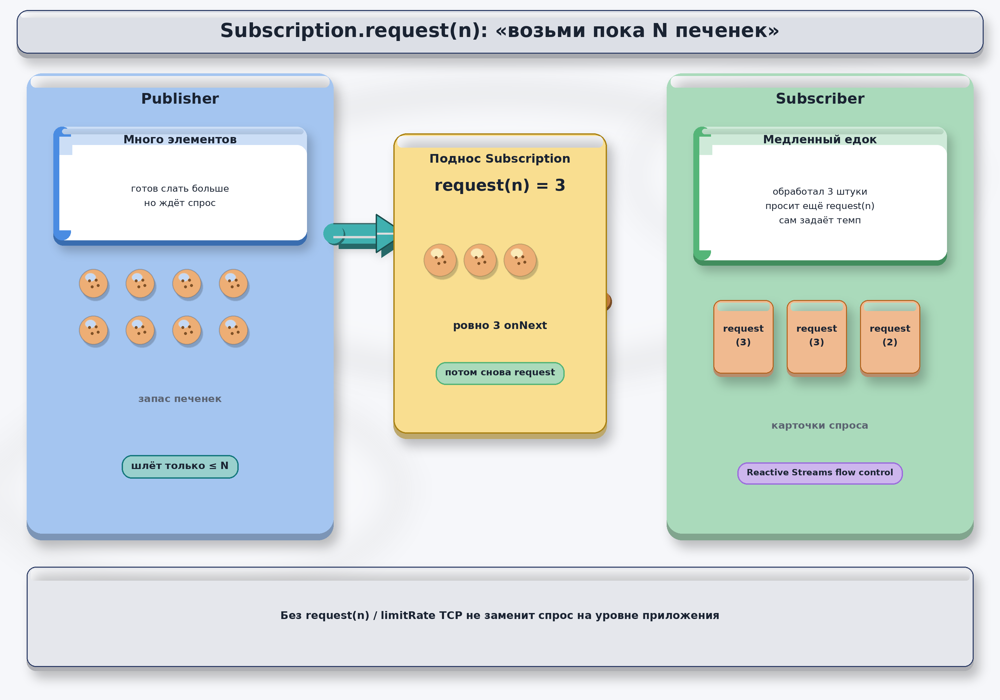 Subscription.request(n): «возьми пока N печенек»
Publisher
Много элементов
готов слать больше
но ждёт спрос
запас печенек
шлёт только ≤ N
Поднос Subscription
request(n) = 3
ровно 3 onNext
потом снова request
Subscriber
Медленный едок
обработал 3 штуки
просит ещё request(n)
сам задаёт темп
request
(3)
request
(3)
request
(2)
карточки спроса
Reactive Streams flow control
Без request(n) / limitRate TCP не заменит спрос на уровне приложения